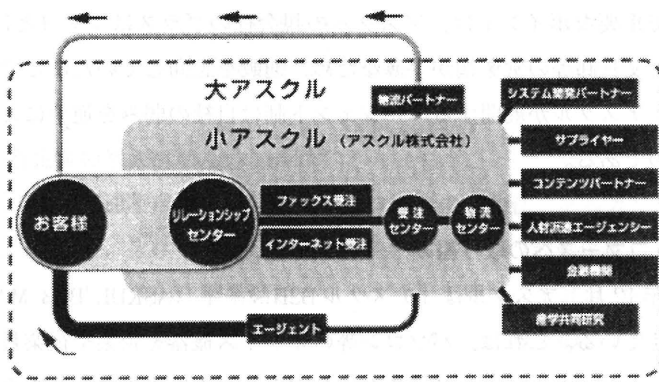 大アスクル
物流パートナー
システム開発パートナー
小アスクル (アスクル株式会社)
サプライヤー
コンテンツパートナー
お客様
リレーションシップ
センター
ファックス受注
インターネット受注
受注
センター
物流
センター
人材派遣エージェンシー
金融機関
産学共同研究
エージェント